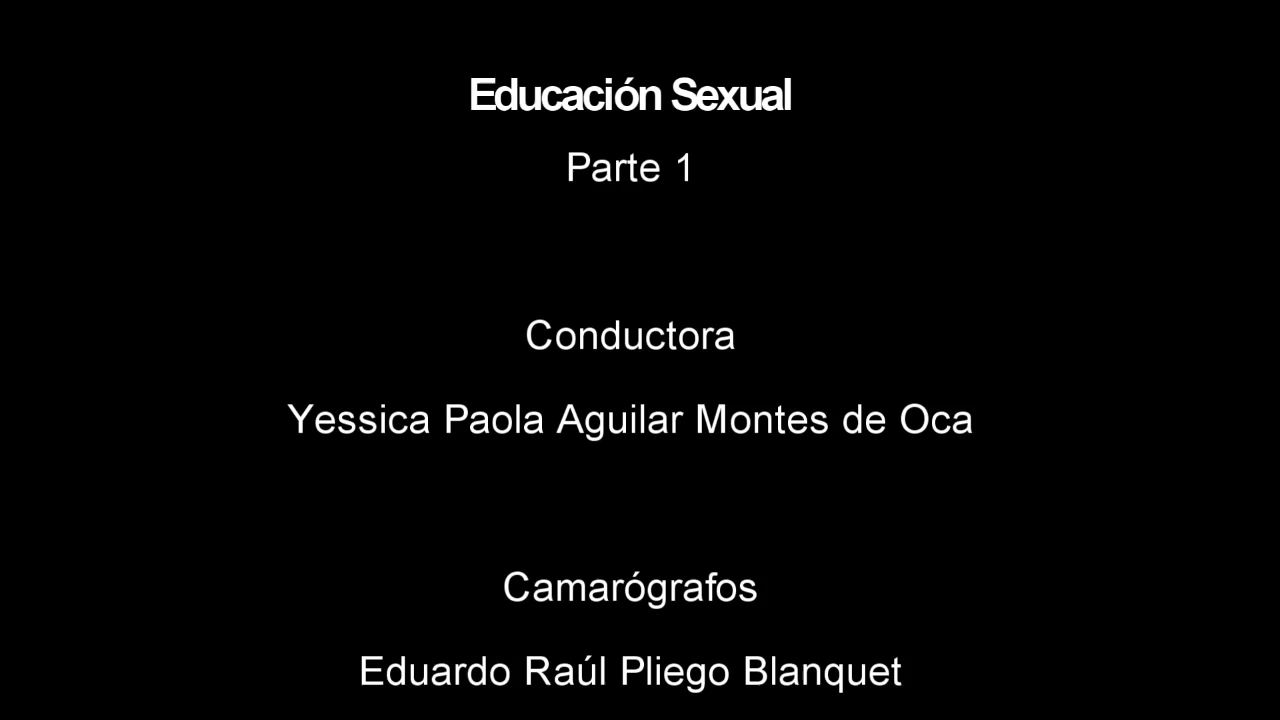 Educación Sexual
Parte 1
Conductora
Yessica Paola Aguilar Montes de Oca
Camarógrafos
Eduardo Raúl Pliego Blanquet